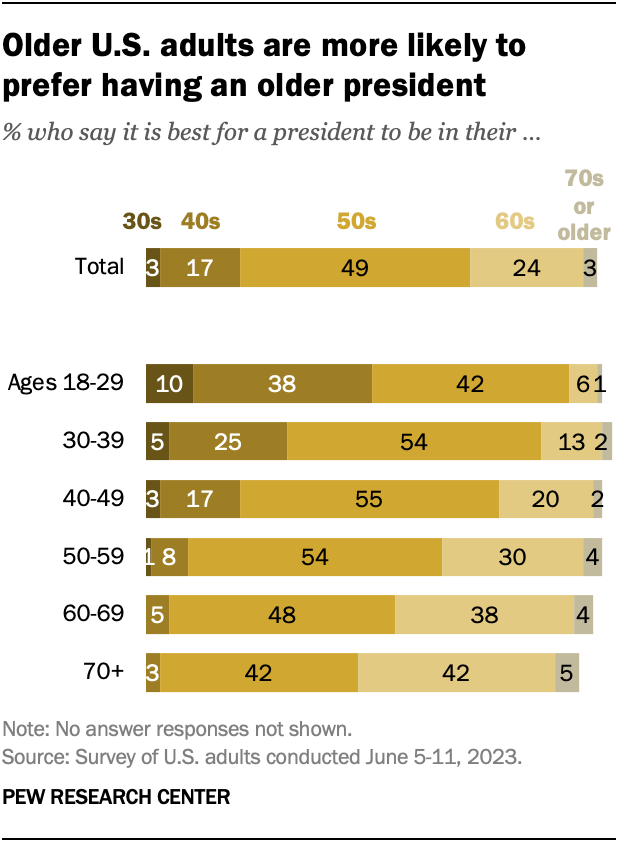 Older U.S. adults are more likely to
prefer having an older president
% who say it is best for a president to be in their ...
30s 40s 50s 60s 70s or older
Total 3 17 49 24 3
Ages 18-29 10 38 42 6 1
30-39 5 25 54 13 2
40-49 3 17 55 20 2
50-59 1 8 54 30 4
60-69 5 48 38 4
70+ 3 42 42 5
Note: No answer responses not shown.
Source: Survey of U.S. adults conducted June 5-11, 2023.
PEW RESEARCH CENTER